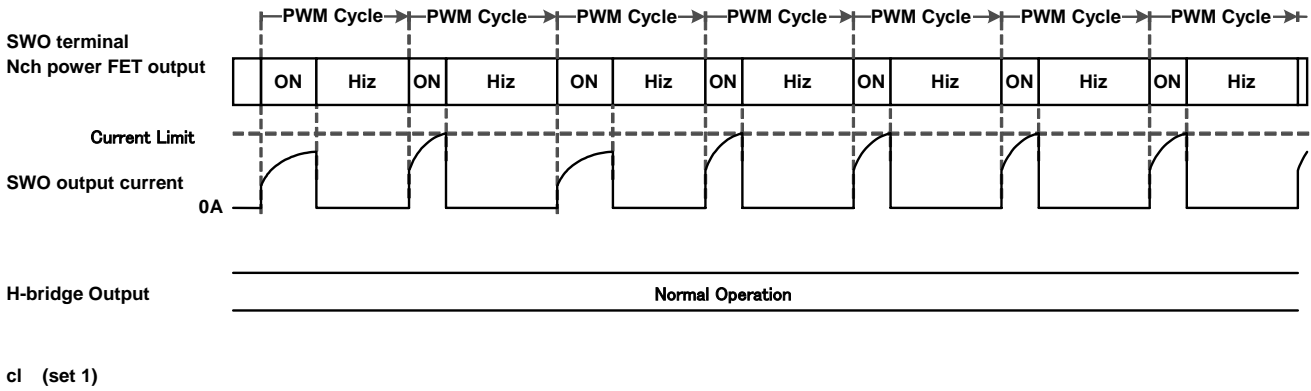 PWM Cycle PWM Cycle PWM Cycle PWM Cycle PWM Cycle PWM Cycle PWM Cycle
SWO terminal
Nch power FET output
ON Hiz ON Hiz ON Hiz ON Hiz ON Hiz ON Hiz ON Hiz
Current Limit
SWO output current
0A
H-bridge Output
Normal Operation
cl (set 1)